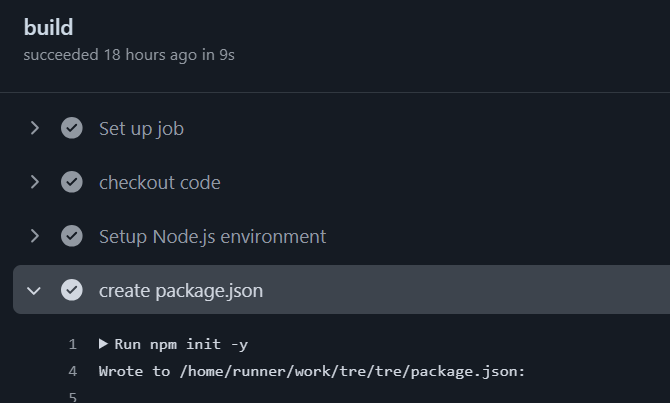 build
succeeded 18 hours ago in 9s
Set up job
checkout code
Setup Node.js environment
create package.json
1 Run npm init -y
4 Wrote to /home/runner/work/tre/tre/package.json:
5